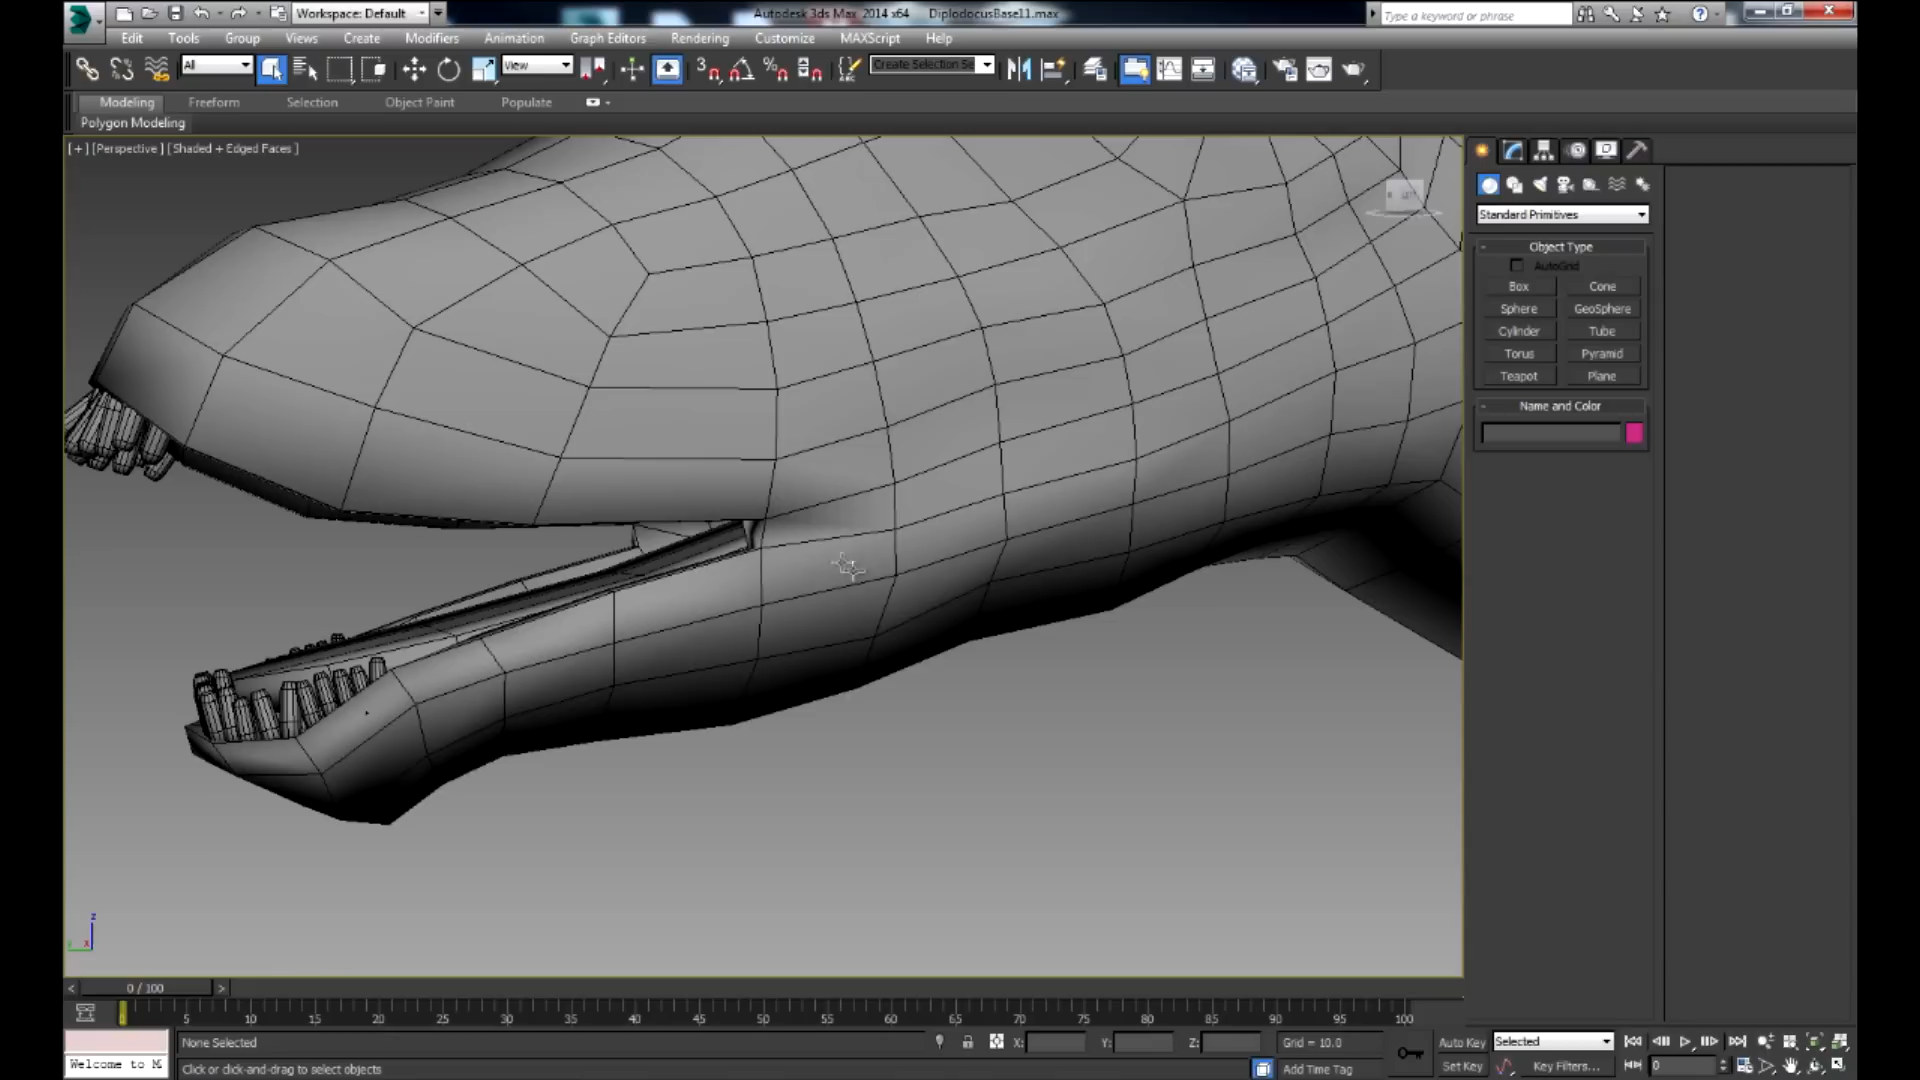 Workspace: Default
Autodesk 3ds Max 2014 x64 DiplodocusBase11.max
Type a keyword or phrase
Edit Tools Group Views Create Modifiers Animation Graph Editors Rendering Customize MAXScript Help
All
View
Create Selection Se
Modeling Freeform Selection Object Paint Populate
Polygon Modeling
[+] [Perspective] [Shaded + Edged Faces]
Standard Primitives
- Object Type
AutoGrid
Box Cone
Sphere GeoSphere
Cylinder Tube
Torus Pyramid
Teapot Plane
- Name and Color
z
x
< 0 / 100 >
0 5 10 15 20 25 30 35 40 45 50 55 60 65 70 75 80 85 90 95 100
None Selected X: Y: Z: Grid = 10.0 Auto Key Selected
Welcome to M
Click or click-and-drag to select objects Add Time Tag Set Key Key Filters... 0